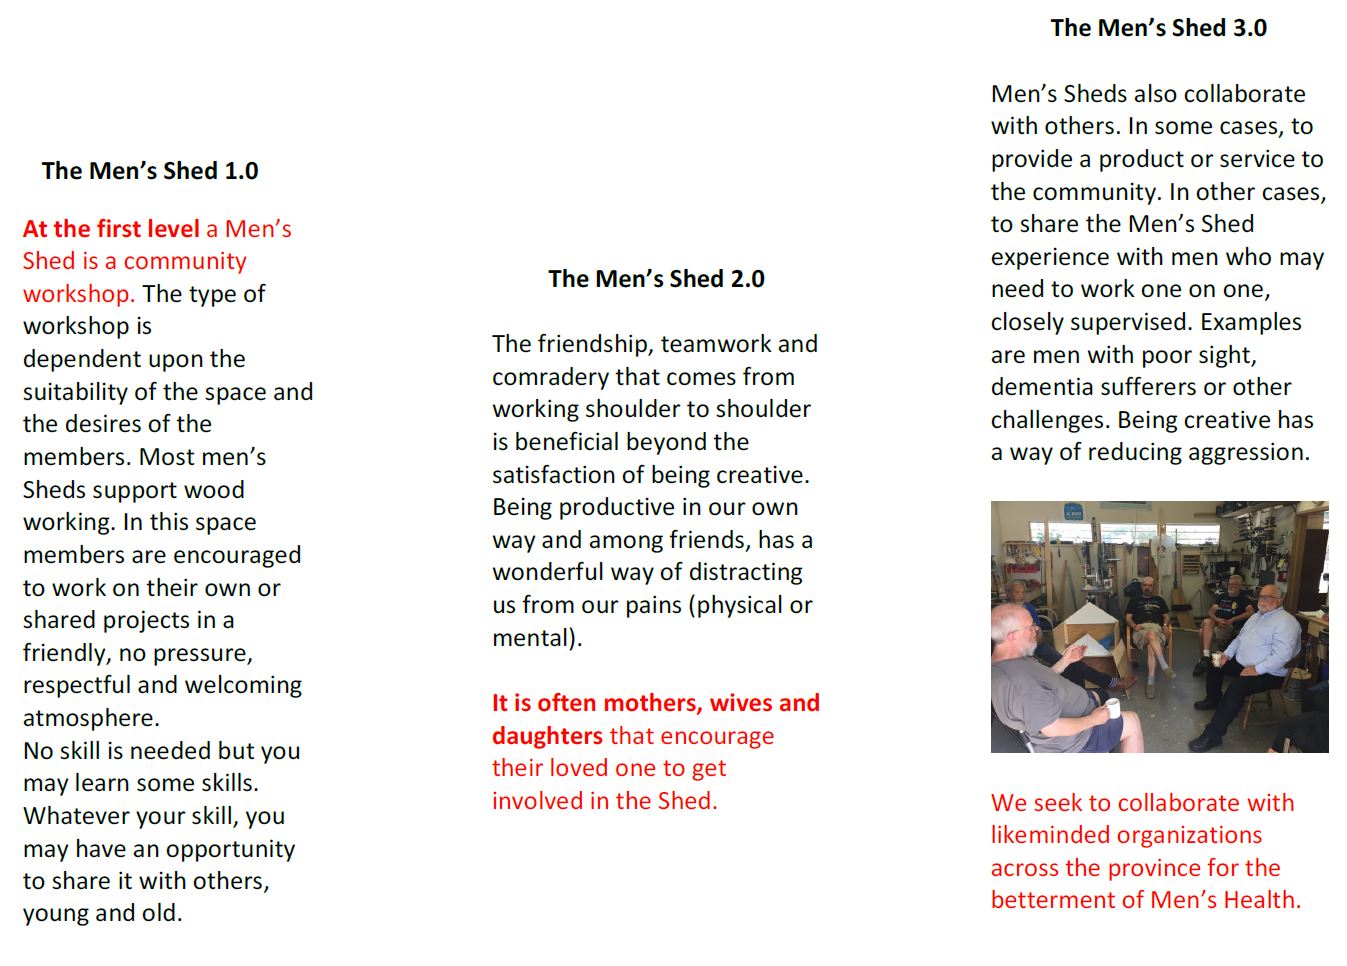 The Men’s Shed 1.0
At the first level a Men’s
Shed is a community
workshop. The type of
workshop is
dependent upon the
suitability of the space and
the desires of the
members. Most men’s
Sheds support wood
working. In this space
members are encouraged
to work on their own or
shared projects in a
friendly, no pressure,
respectful and welcoming
atmosphere.
No skill is needed but you
may learn some skills.
Whatever your skill, you
may have an opportunity
to share it with others,
young and old.
The Men’s Shed 2.0
The friendship, teamwork and
comradery that comes from
working shoulder to shoulder
is beneficial beyond the
satisfaction of being creative.
Being productive in our own
way and among friends, has a
wonderful way of distracting
us from our pains (physical or
mental).
It is often mothers, wives and
daughters that encourage
their loved one to get
involved in the Shed.
The Men’s Shed 3.0
Men’s Sheds also collaborate
with others. In some cases, to
provide a product or service to
the community. In other cases,
to share the Men’s Shed
experience with men who may
need to work one on one,
closely supervised. Examples
are men with poor sight,
dementia sufferers or other
challenges. Being creative has
a way of reducing aggression.
We seek to collaborate with
likeminded organizations
across the province for the
betterment of Men’s Health.